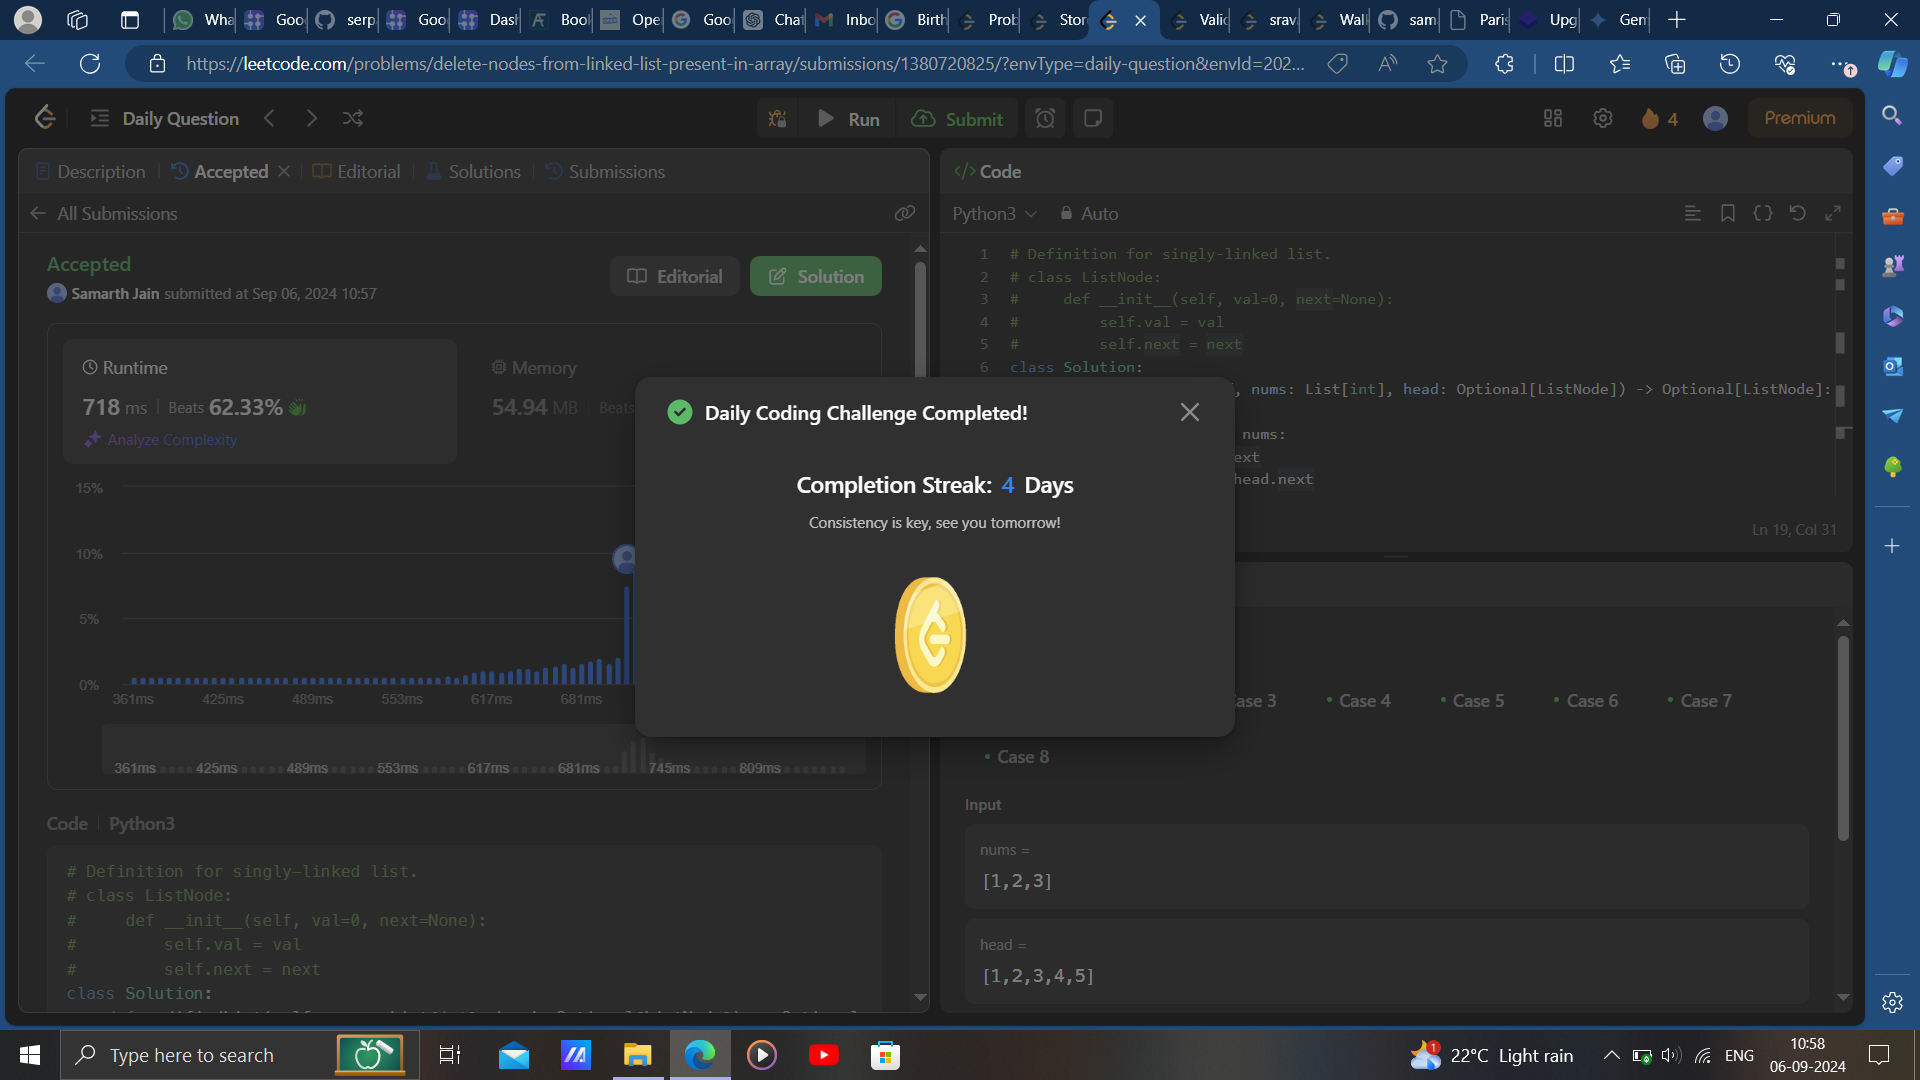 Wha
Goo
serp
Goo
Das
Book
Ope
Goo
Chat
Inbo
Birth
Prob
Stor
Valid
srav
Walk
sam
Paris
Upg
Gem
https://leetcode.com/problems/delete-nodes-from-linked-list-present-in-array/submissions/1380720825/?envType=daily-question&envId=202...
Daily Question
Run
Submit
4
Premium
Description
Accepted
Editorial
Solutions
Submissions
Code
All Submissions
Python3
Auto
Accepted
Samarth Jain submitted at Sep 06, 2024 10:57
Editorial
Solution
1 # Definition for singly-linked list.
2 # class ListNode:
3 # def __init__(self, val=0, next=None):
4 # self.val = val
5 # self.next = next
6 class Solution:
, nums: List[int], head: Optional[ListNode]) -> Optional[ListNode]:
nums:
ext
head.next
Ln 19, Col 31
Runtime
718 ms
Beats 62.33%
Analyze Complexity
Memory
54.94 MB
Beats
15%
10%
5%
0%
361ms 425ms 489ms 553ms 617ms 681ms
361ms 425ms 489ms 553ms 617ms 681ms 745ms 809ms
Daily Coding Challenge Completed!
Completion Streak: 4 Days
Consistency is key, see you tomorrow!
ase 3
Case 4
Case 5
Case 6
Case 7
Case 8
Input
nums =
[1,2,3]
head =
[1,2,3,4,5]
Code
Python3
# Definition for singly-linked list.
# class ListNode:
# def __init__(self, val=0, next=None):
# self.val = val
# self.next = next
class Solution:
Type here to search
1
22°C Light rain
ENG
10:58
06-09-2024